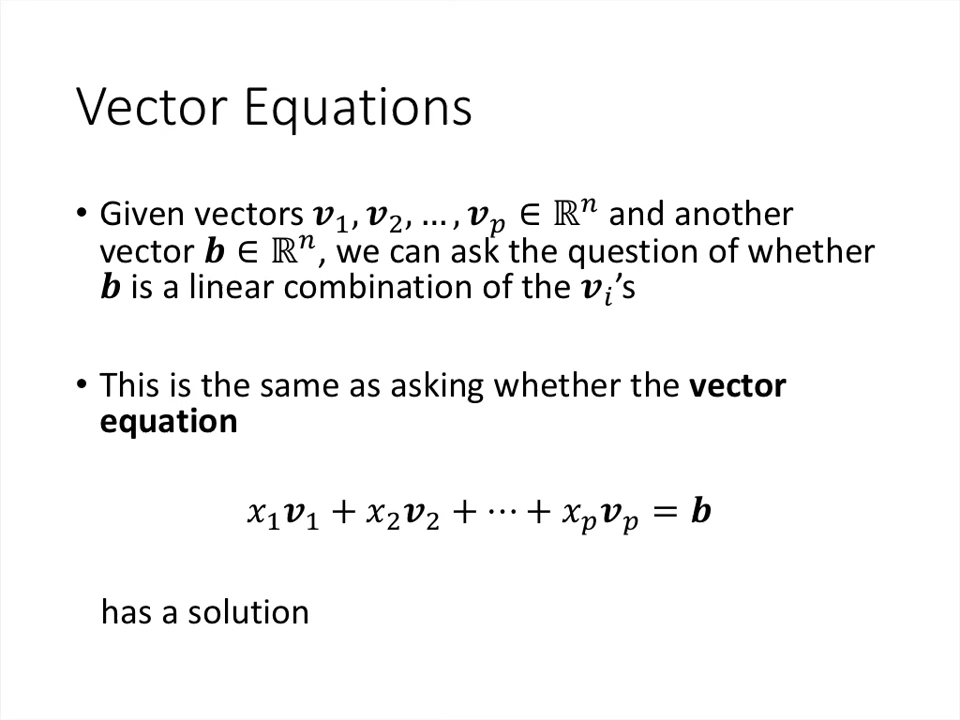 Vector Equations
• Given vectors 𝒗₁, 𝒗₂, … , 𝒗ₚ ∈ ℝⁿ and another
vector 𝒃 ∈ ℝⁿ, we can ask the question of whether
𝒃 is a linear combination of the 𝒗ᵢ’s
• This is the same as asking whether the vector
equation
𝑥₁𝒗₁ + 𝑥₂𝒗₂ + ⋯ + 𝑥ₚ𝒗ₚ = 𝒃
has a solution